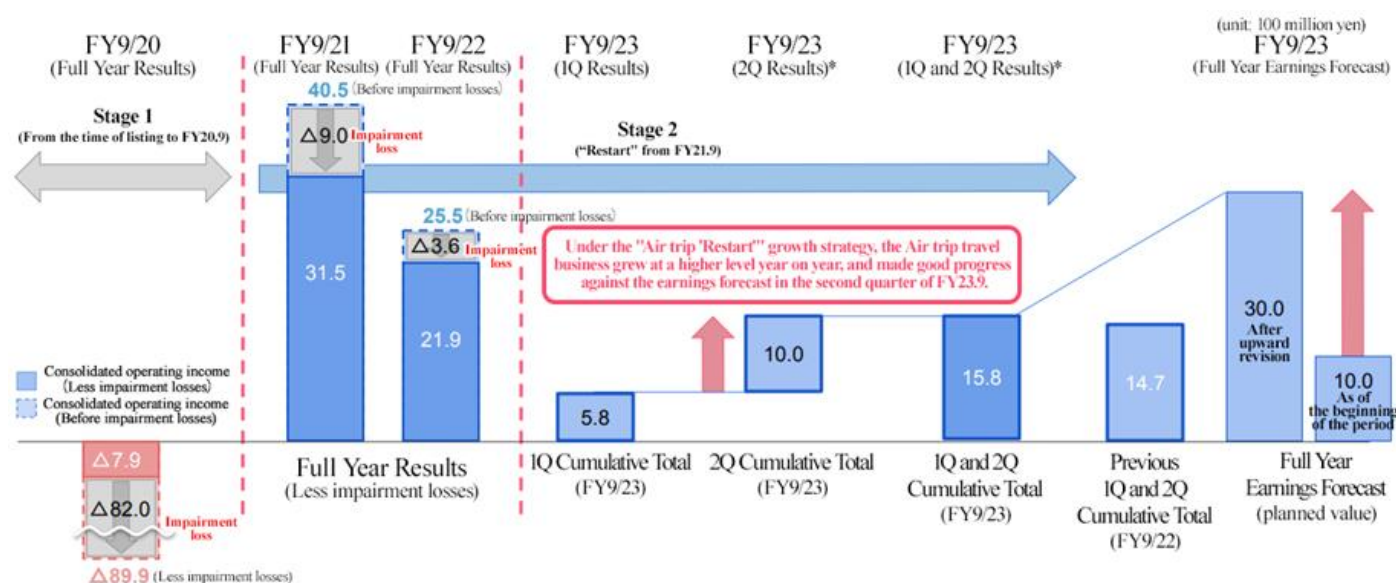 (unit: 100 million yen)
FY9/20
(Full Year Results)
FY9/21
(Full Year Results)
FY9/22
(Full Year Results)
FY9/23
(1Q Results)
FY9/23
(2Q Results)*
FY9/23
(1Q and 2Q Results)*
FY9/23
(Full Year Earnings Forecast)
Stage 1
(From the time of listing to FY20.9)
40.5 (Before impairment losses)
△9.0
Impairment
loss
Stage 2
("Restart" from FY21.9)
25.5 (Before impairment losses)
△3.6
Impairment
loss
Under the "Air trip 'Restart'" growth strategy, the Air trip travel
business grew at a higher level year on year, and made good progress
against the earnings forecast in the second quarter of FY23.9.
31.5
21.9
5.8
10.0
15.8
14.7
30.0
After
upward
revision
10.0
As of
the beginning
of the period
Consolidated operating income
(Less impairment losses)
Consolidated operating income
(Before impairment losses)
△7.9
△82.0
Impairment
loss
△89.9 (Less impairment losses)
Full Year Results
(Less impairment losses)
1Q Cumulative Total
(FY9/23)
2Q Cumulative Total
(FY9/23)
1Q and 2Q
Cumulative Total
(FY9/23)
Previous
1Q and 2Q
Cumulative Total
(FY9/22)
Full Year
Earnings Forecast
(planned value)